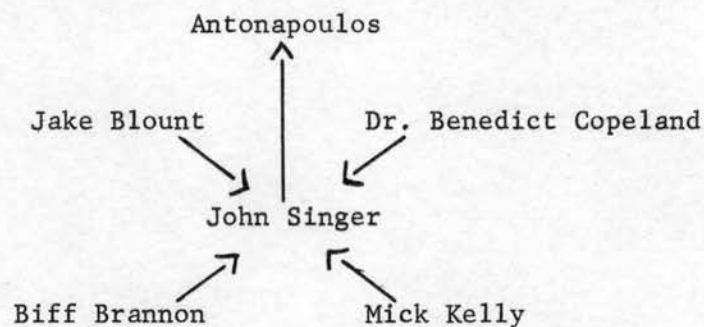 Antonapoulos
Jake Blount
Dr. Benedict Copeland
John Singer
Biff Brannon
Mick Kelly